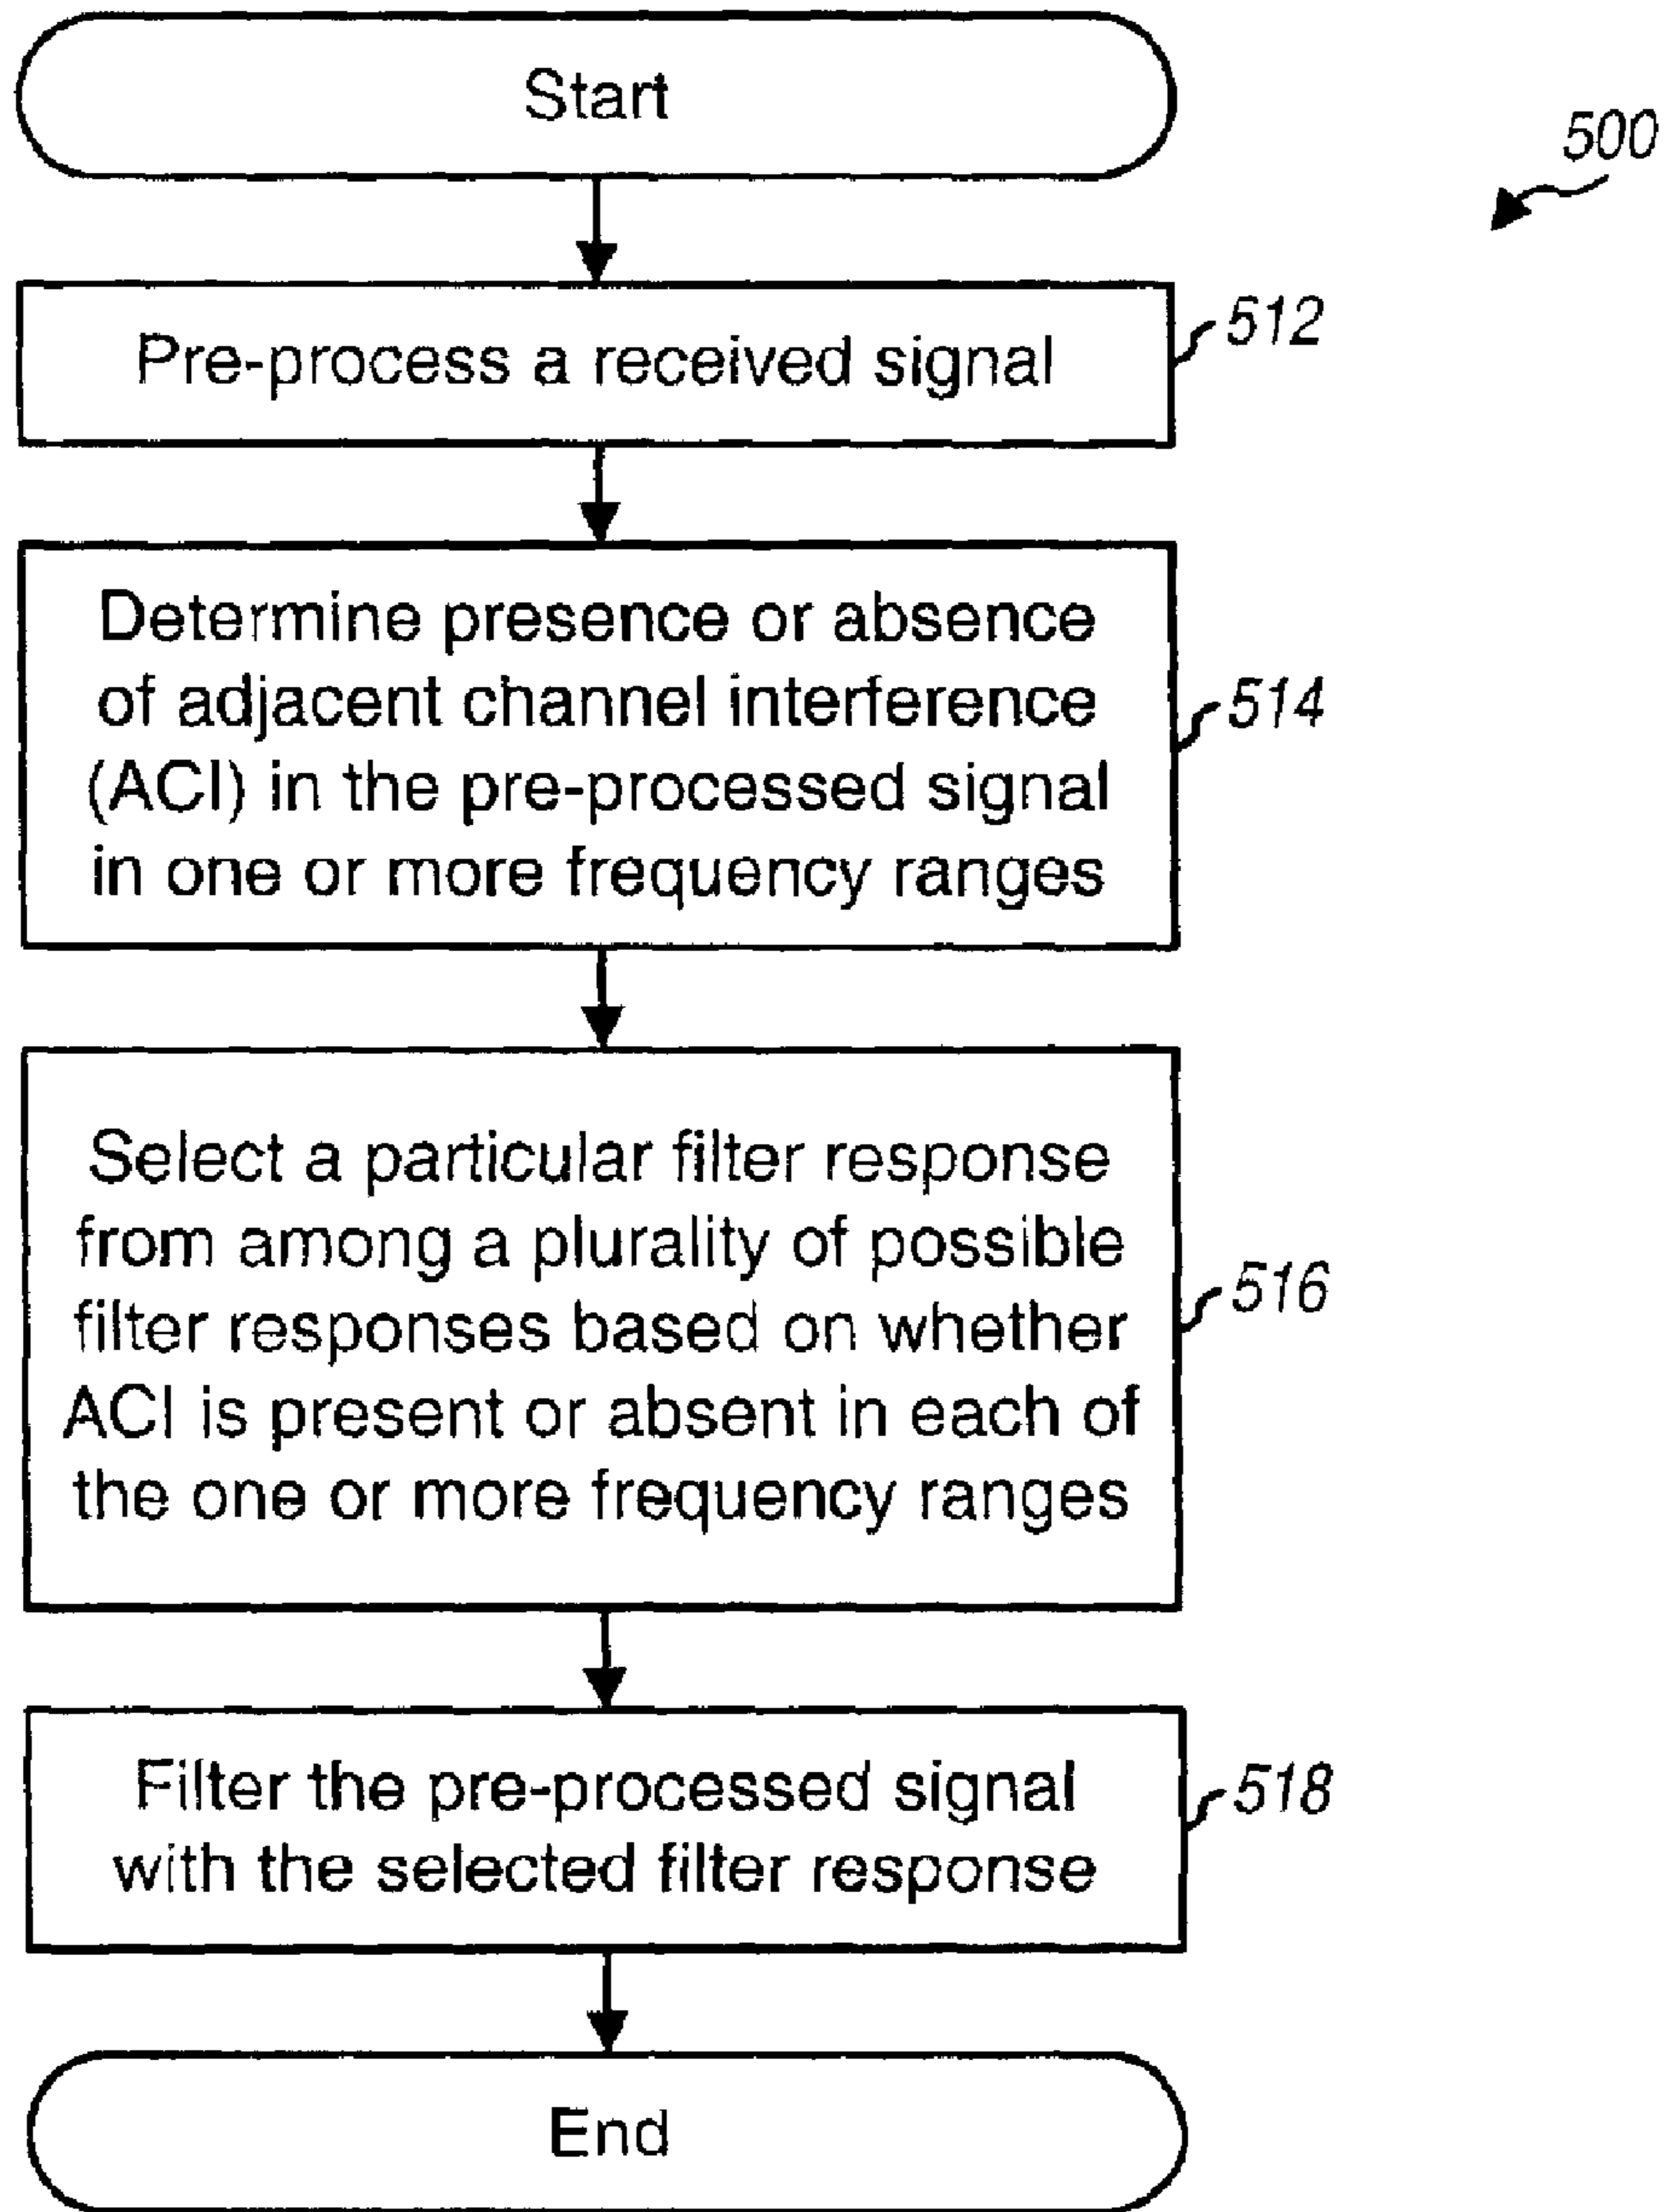 Start
500
Pre-process a received signal
512
Determine presence or absence
of adjacent channel interference
(ACI) in the pre-processed signal
in one or more frequency ranges
514
Select a particular filter response
from among a plurality of possible
filter responses based on whether
ACI is present or absent in each of
the one or more frequency ranges
516
Filter the pre-processed signal
with the selected filter response
518
End